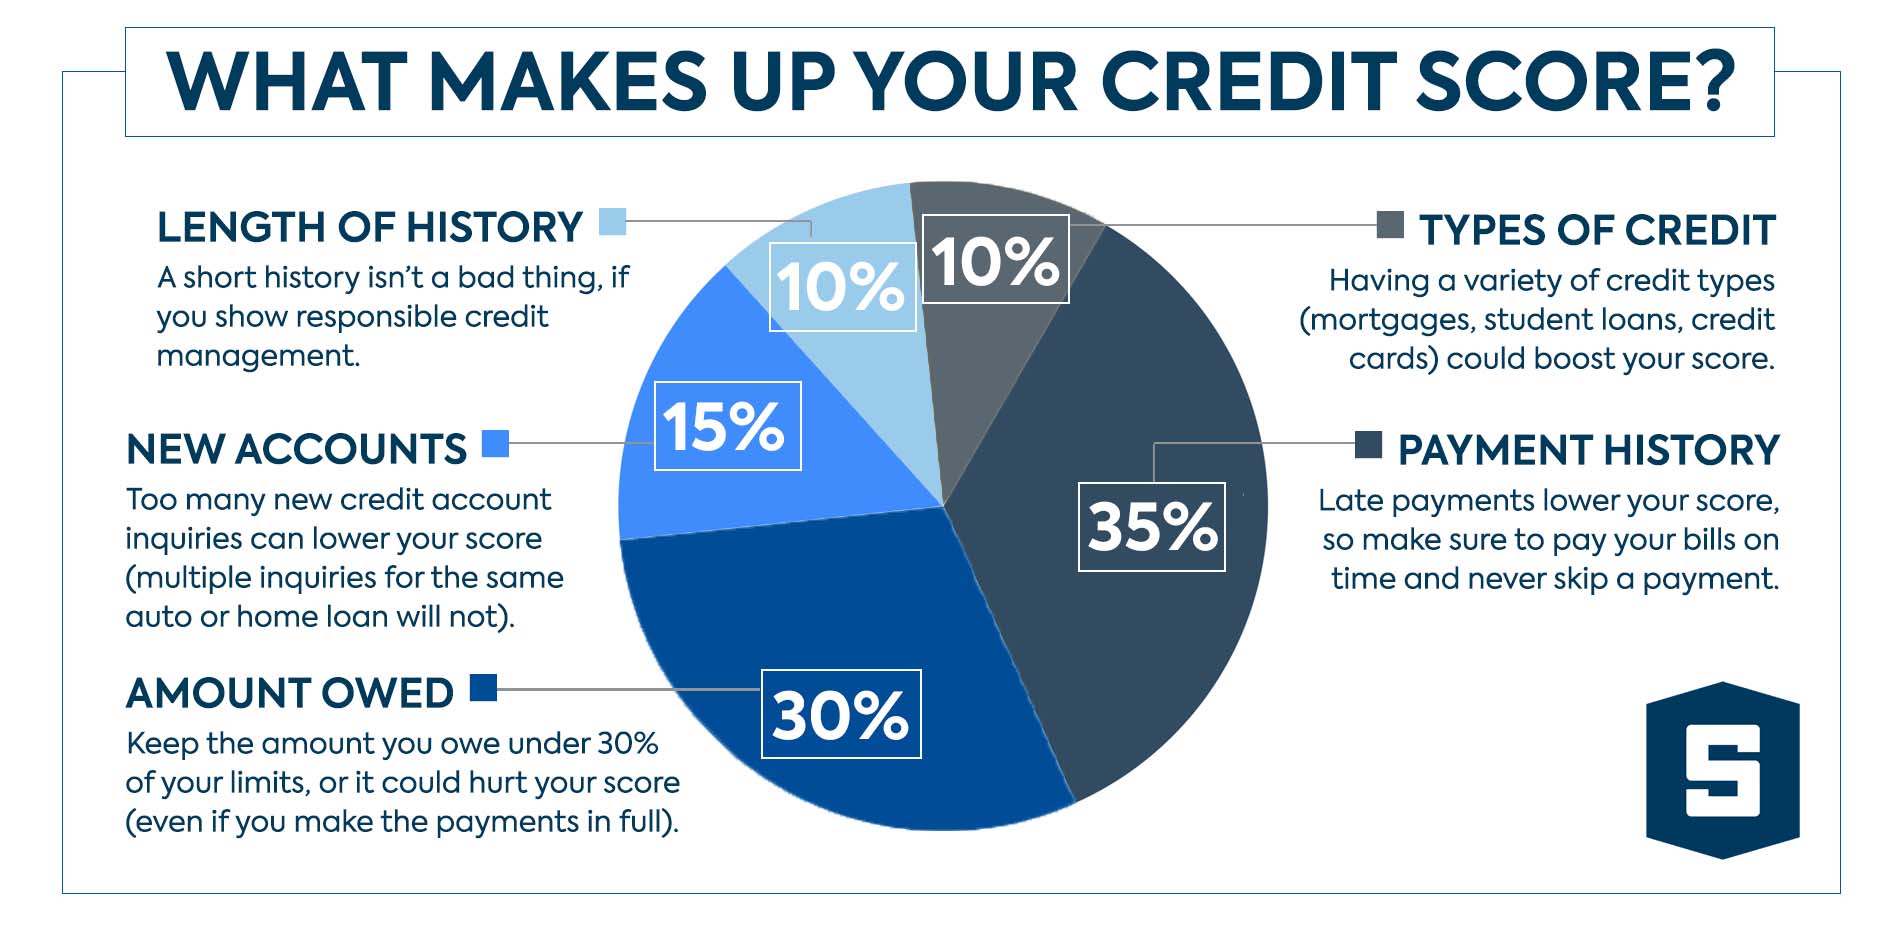 WHAT MAKES UP YOUR CREDIT SCORE?
LENGTH OF HISTORY
A short history isn't a bad thing, if
you show responsible credit
management.
10%
NEW ACCOUNTS
Too many new credit account
inquiries can lower your score
(multiple inquiries for the same
auto or home loan will not).
15%
AMOUNT OWED
Keep the amount you owe under 30%
of your limits, or it could hurt your score
(even if you make the payments in full).
30%
10%
TYPES OF CREDIT
Having a variety of credit types
(mortgages, student loans, credit
cards) could boost your score.
35%
PAYMENT HISTORY
Late payments lower your score,
so make sure to pay your bills on
time and never skip a payment.
S